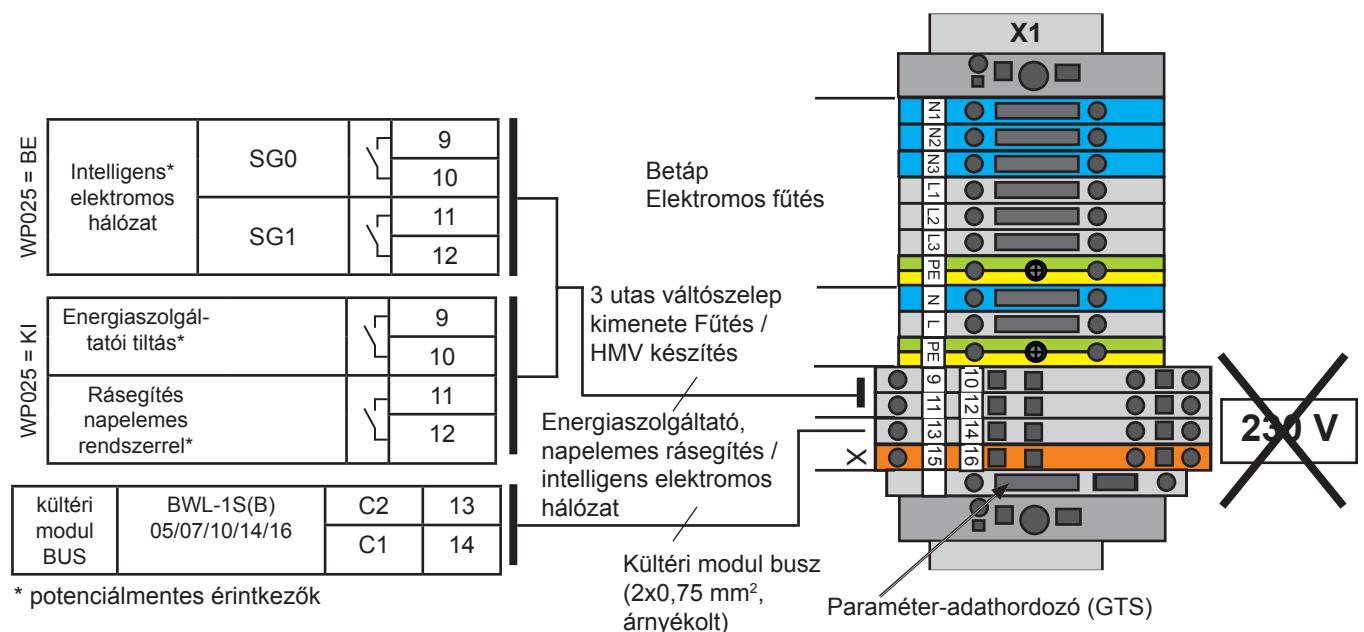 WP025 = BE
Intelligens*
elektromos
hálózat
SG0
9
10
SG1
11
12
WP025 = KI
Energiaszolgál-
tatói tiltás*
9
10
Rásegítés
napelemes
rendszerrel*
11
12
kültéri
modul
BUS
BWL-1S(B)
05/07/10/14/16
C2
13
C1
14
* potenciálmentes érintkezők
Betáp
Elektromos fűtés
3 utas váltószelep
kimenete Fűtés /
HMV készítés
Energiaszolgáltató,
napelemes rásegítés /
intelligens elektromos
hálózat
Kültéri modul busz
(2x0,75 mm²,
árnyékolt)
X1
N1
N2
N3
L1
L2
L3
PE
N
L
PE
9 10
11 12
13 14
X 15 16
230 V
Paraméter-adathordozó (GTS)